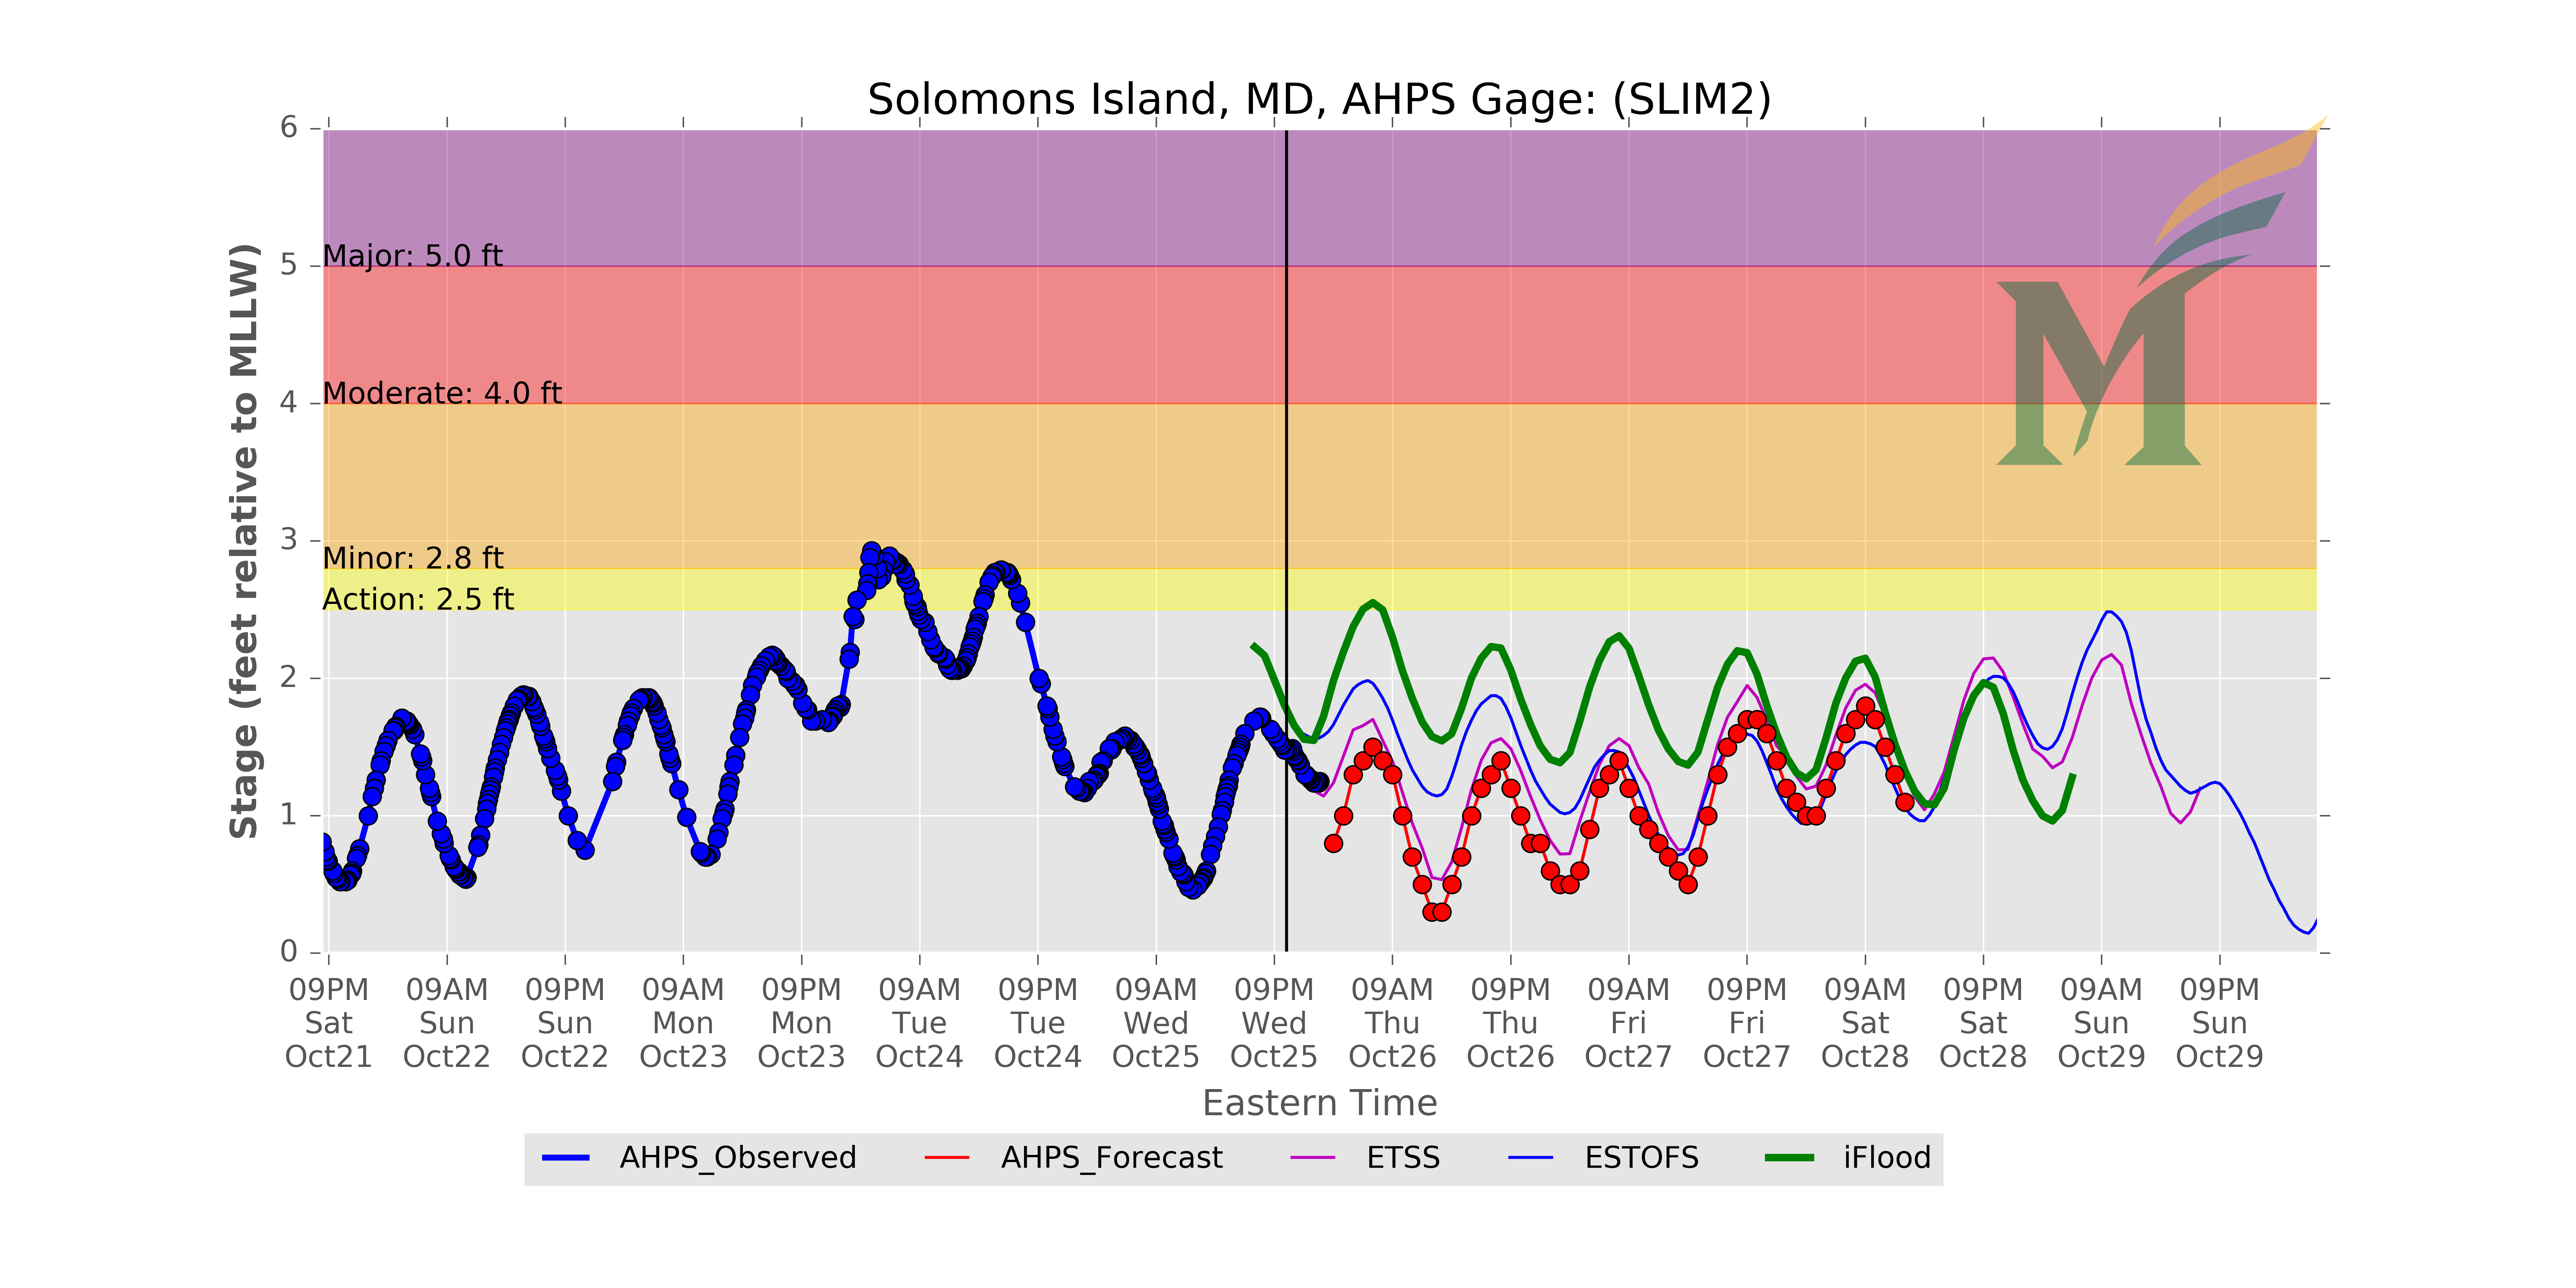 Solomons Island, MD, AHPS Gage: (SLIM2)
6
5
4
3
2
1
0
Stage (feet relative to MLLW)
Major: 5.0 ft
Moderate: 4.0 ft
Minor: 2.8 ft
Action: 2.5 ft
M
09PM 09AM 09PM 09AM 09PM 09AM 09PM 09AM 09PM 09AM 09PM 09AM 09PM 09AM 09PM 09AM 09PM
Sat Sun Sun Mon Mon Tue Tue Wed Wed Thu Thu Fri Fri Sat Sat Sun Sun
Oct21 Oct22 Oct22 Oct23 Oct23 Oct24 Oct24 Oct25 Oct25 Oct26 Oct26 Oct27 Oct27 Oct28 Oct28 Oct29 Oct29
Eastern Time
AHPS_Observed AHPS_Forecast ETSS ESTOFS iFlood